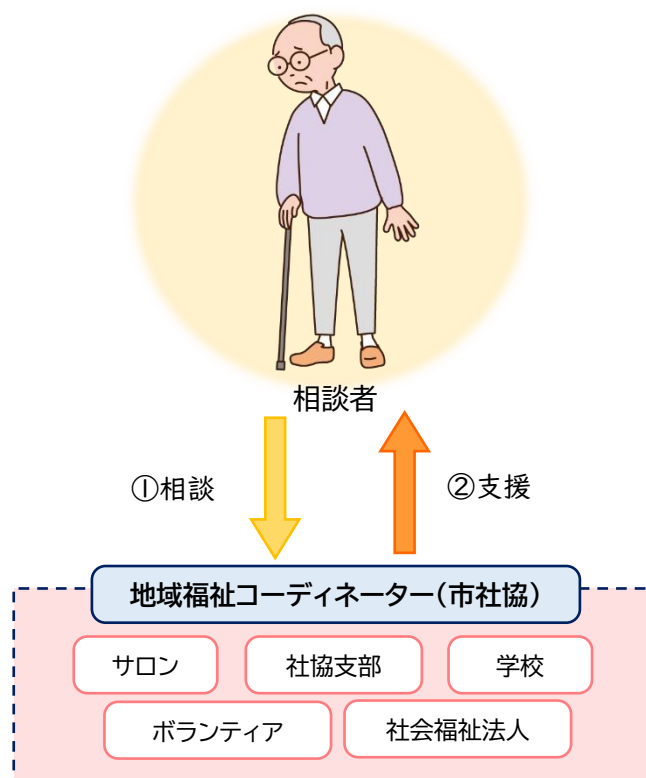 相談者
①相談
②支援
地域福祉コーディネーター(市社協)
サロン
社協支部
学校
ボランティア
社会福祉法人